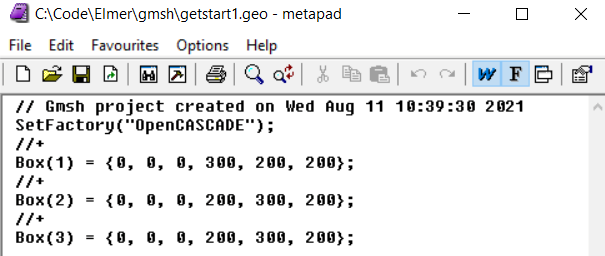 C:\Code\Elmer\gmsh\getstart1.geo - metapad
File Edit Favourites Options Help
W F
// Gmsh project created on Wed Aug 11 10:39:30 2021
SetFactory("OpenCASCADE");
//+
Box(1) = {0, 0, 0, 300, 200, 200};
//+
Box(2) = {0, 0, 0, 200, 300, 200};
//+
Box(3) = {0, 0, 0, 200, 300, 200};